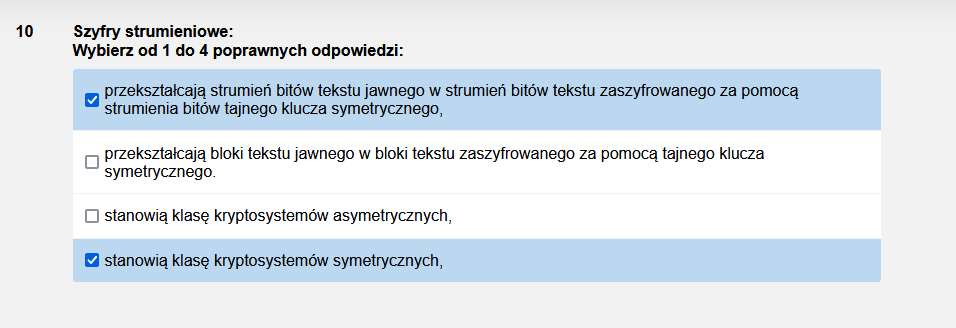 10 Szyfry strumieniowe:
Wybierz od 1 do 4 poprawnych odpowiedzi:
przekształcają strumień bitów tekstu jawnego w strumień bitów tekstu zaszyfrowanego za pomocą
strumienia bitów tajnego klucza symetrycznego,
przekształcają bloki tekstu jawnego w bloki tekstu zaszyfrowanego za pomocą tajnego klucza
symetrycznego.
stanowią klasę kryptosystemów asymetrycznych,
stanowią klasę kryptosystemów symetrycznych,